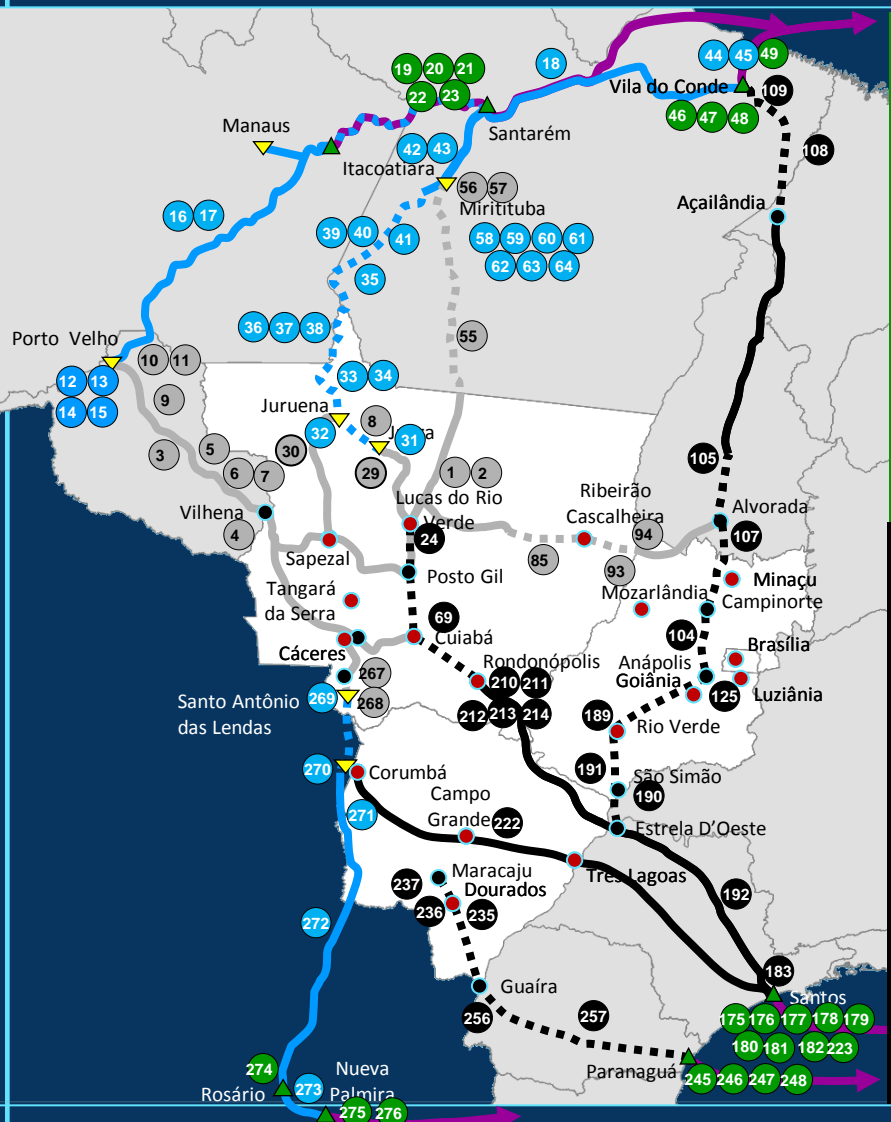 19 20 21
18
44 45 49
22 23
Vila do Conde
109
46 47 48
Manaus
Santarém
42 43
108
Itacoatiara
56 57
Miritituba
Açailândia
16 17
39 40 41
58 59 60 61
62 63 64
35
36 37 38
55
Porto Velho
10 11
12 13
14 15
9
33 34
Juruena
8
32
31
3 5
30
6 7
29
1 2
105
Lucas do Rio
Verde
Ribeirão
Cascalheira
Vilhena
4
24
94
Alvorada
107
Sapezal
85
93
Posto Gil
Minaçu
Tangará
da Serra
Mozarlândia
Campinorte
69
Cuiabá
104
Brasília
Cáceres
Rondonópolis
Anápolis
Goiânia
267
210 211
125
Luziânia
Santo Antônio
das Lendas
269
268
212 213 214
189
Rio Verde
270
Corumbá
191
São Simão
190
Campo
Grande
271
222
Estrela D'Oeste
Maracaju
Três Lagoas
237
Dourados
236 235
192
272
183
Guaíra
Santos
256
257
175 176 177 178 179
180 181 182 223
274
Nueva
Palmira
Paranaguá
245 246 247 248
Rosário
273
275 276